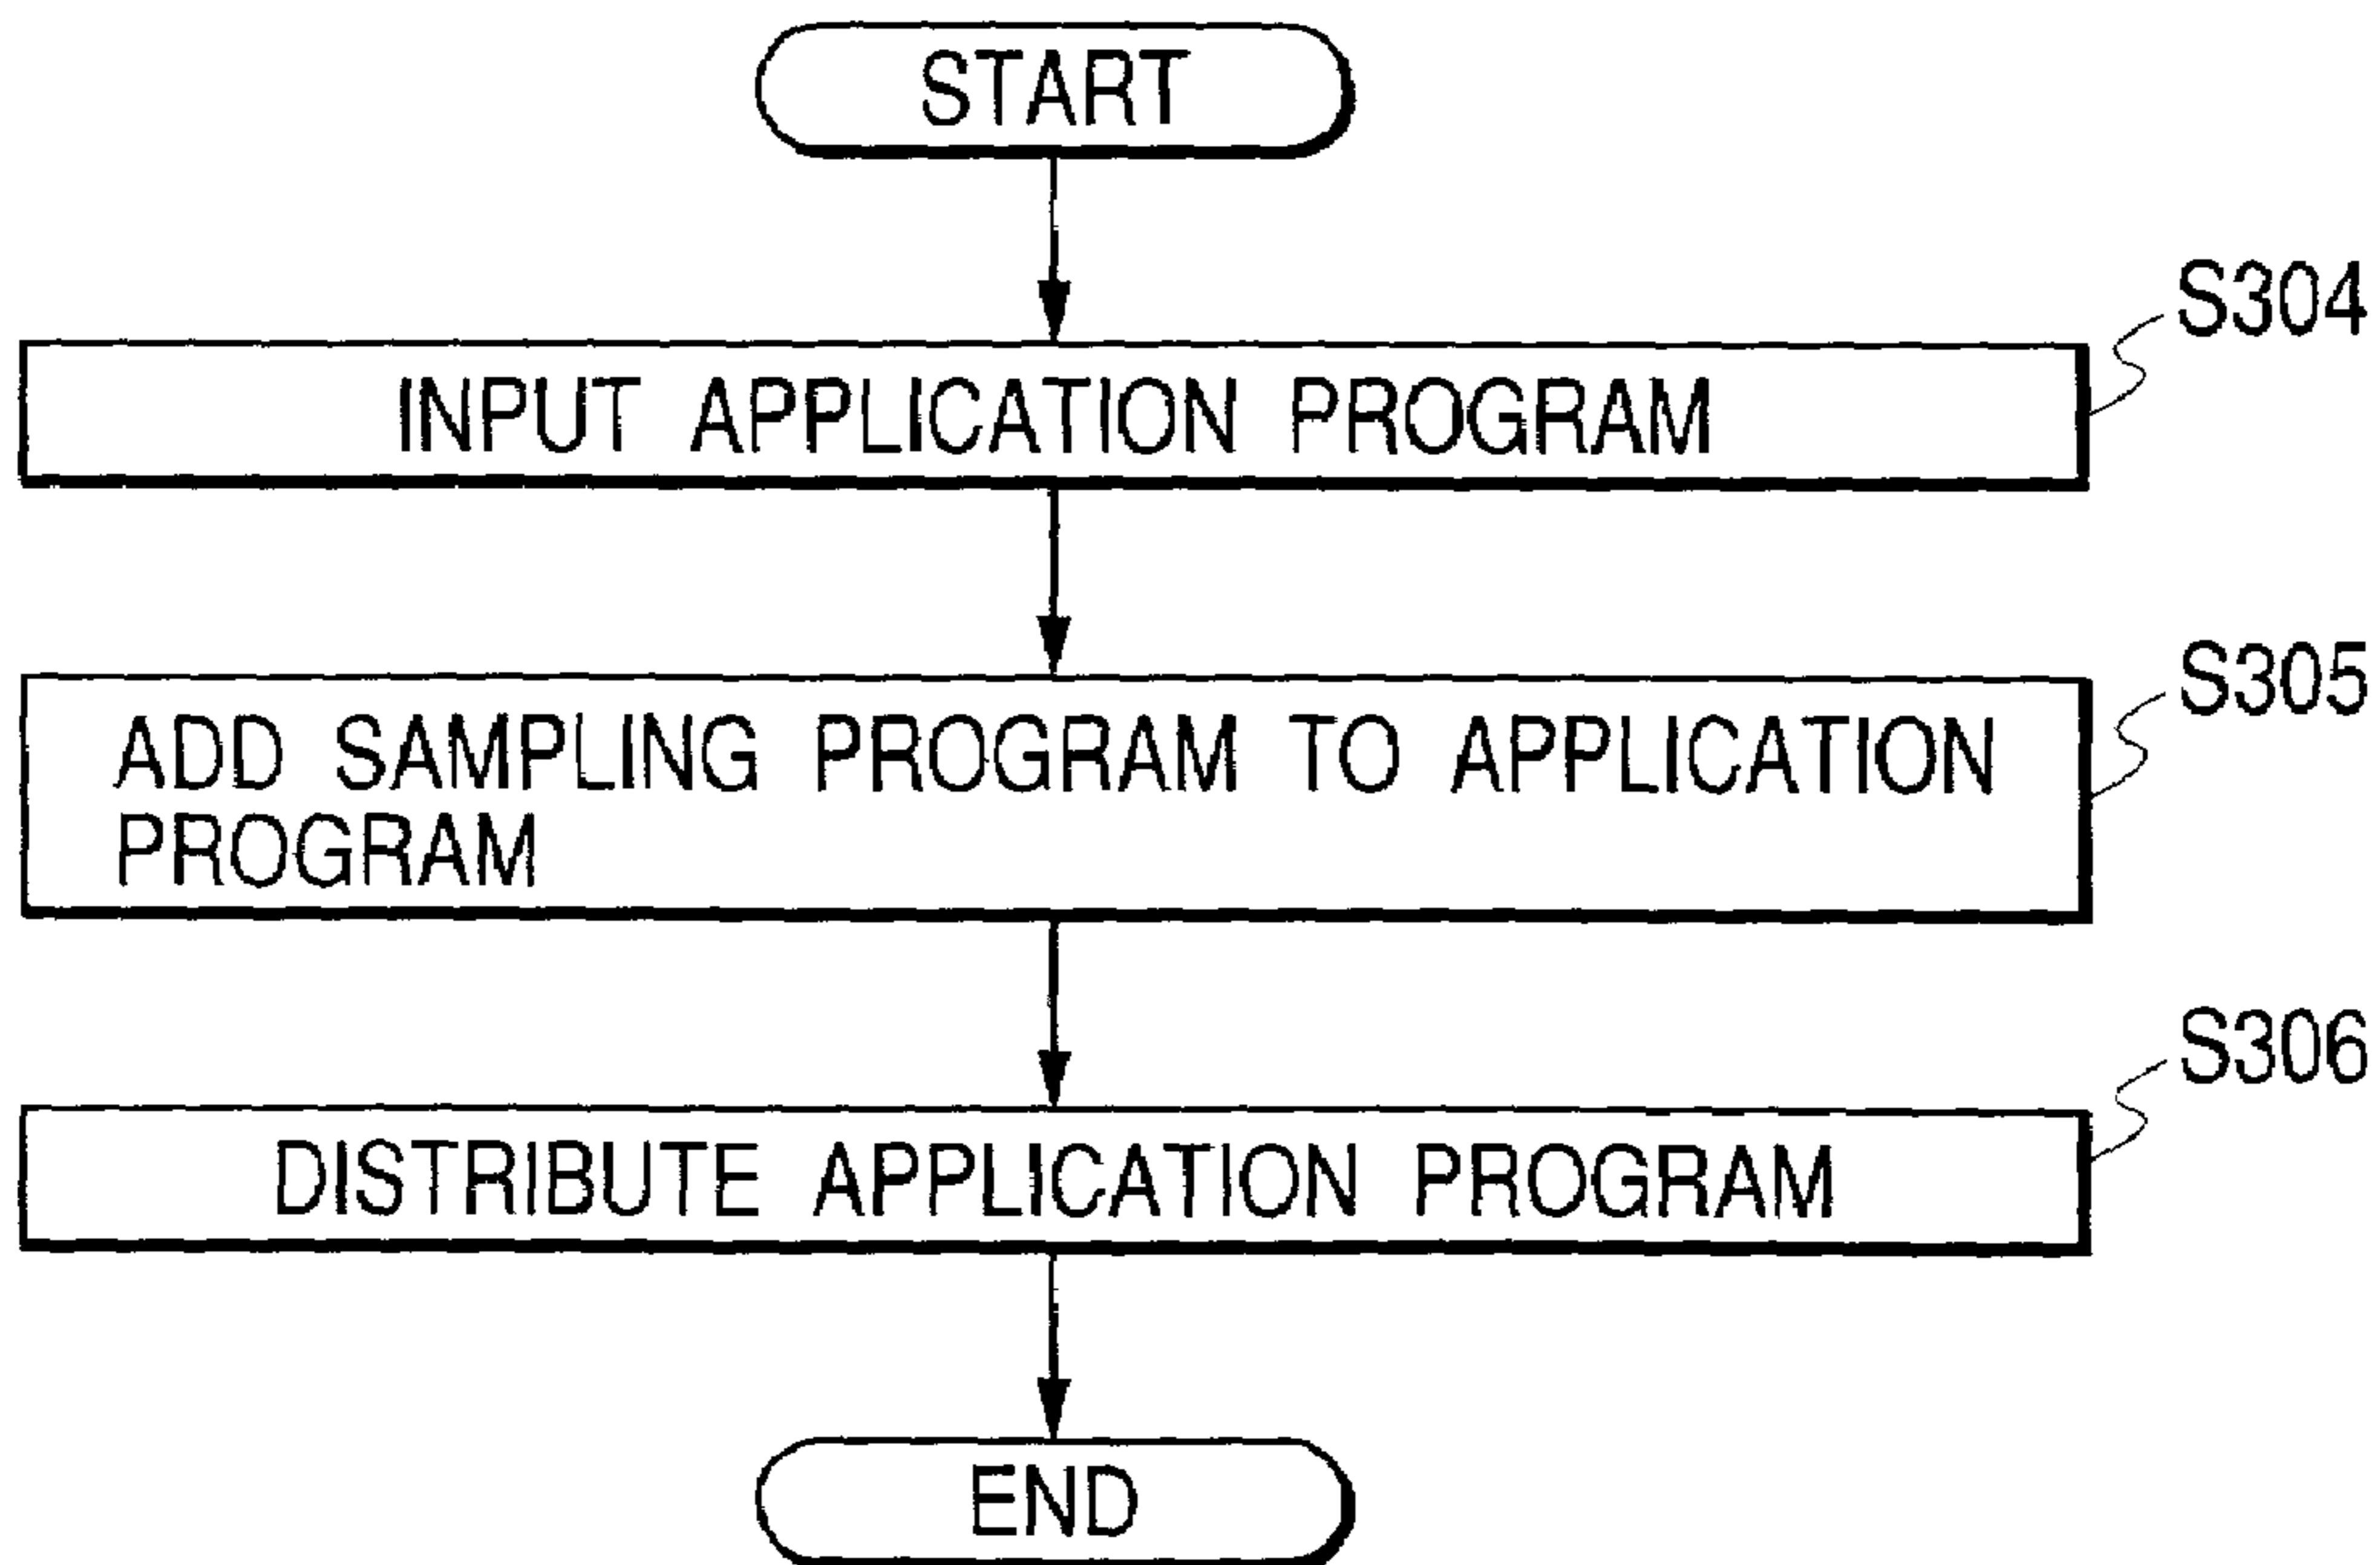 START
S304
INPUT APPLICATION PROGRAM
S305
ADD SAMPLING PROGRAM TO APPLICATION
PROGRAM
S306
DISTRIBUTE APPLICATION PROGRAM
END